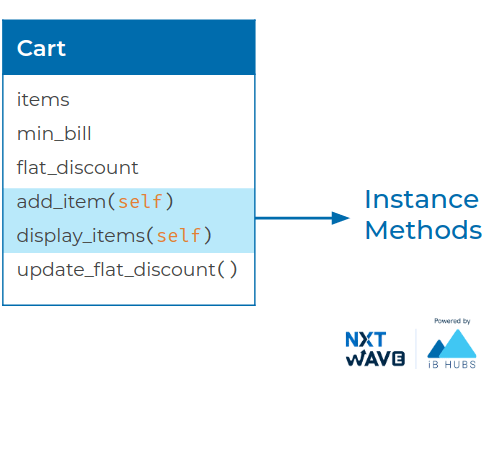 Cart
items
min_bill
flat_discount
add_item(self)
display_items(self)
update_flat_discount()
Instance
Methods
Powered by
NXT
WAVE
iB HUBS